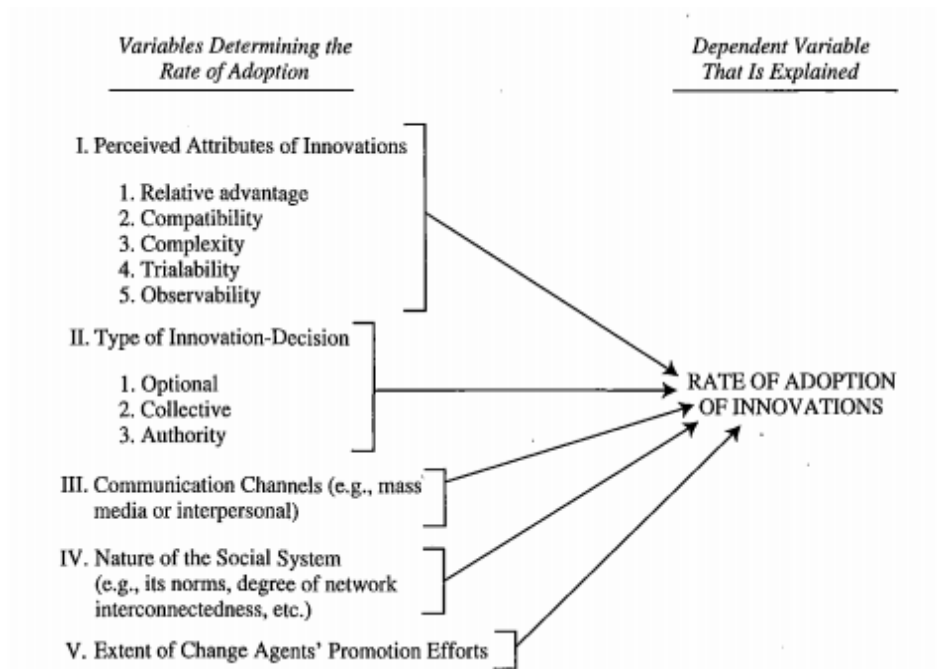 Variables Determining the
Rate of Adoption
Dependent Variable
That Is Explained
I. Perceived Attributes of Innovations
1. Relative advantage
2. Compatibility
3. Complexity
4. Trialability
5. Observability
II. Type of Innovation-Decision
1. Optional
2. Collective
3. Authority
III. Communication Channels (e.g., mass
media or interpersonal)
IV. Nature of the Social System
(e.g., its norms, degree of network
interconnectedness, etc.)
V. Extent of Change Agents' Promotion Efforts
RATE OF ADOPTION
OF INNOVATIONS